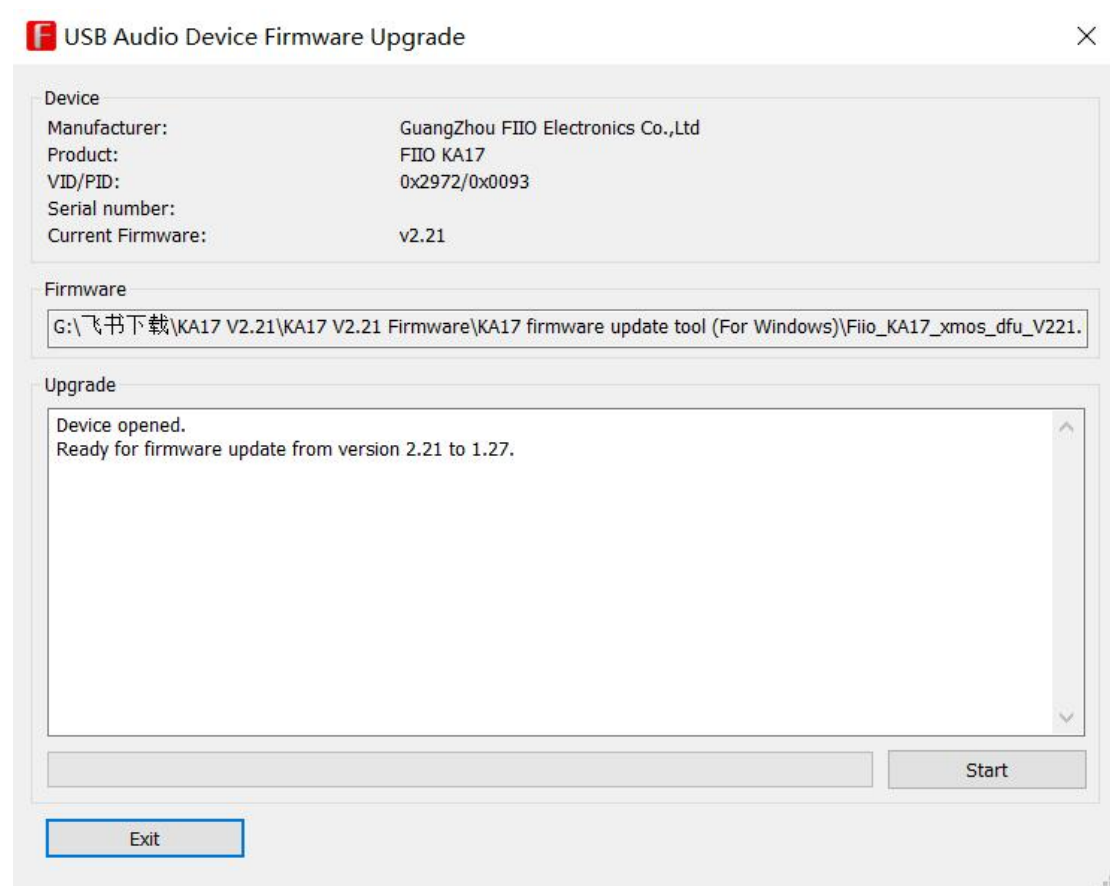 USB Audio Device Firmware Upgrade
Device
Manufacturer: GuangZhou FIIO Electronics Co.,Ltd
Product: FIIO KA17
VID/PID: 0x2972/0x0093
Serial number:
Current Firmware: v2.21
Firmware
G:\飞书下载\KA17 V2.21\KA17 V2.21 Firmware\KA17 firmware update tool (For Windows)\Fiio_KA17_xmos_dfu_V221.
Upgrade
Device opened.
Ready for firmware update from version 2.21 to 1.27.
Start
Exit